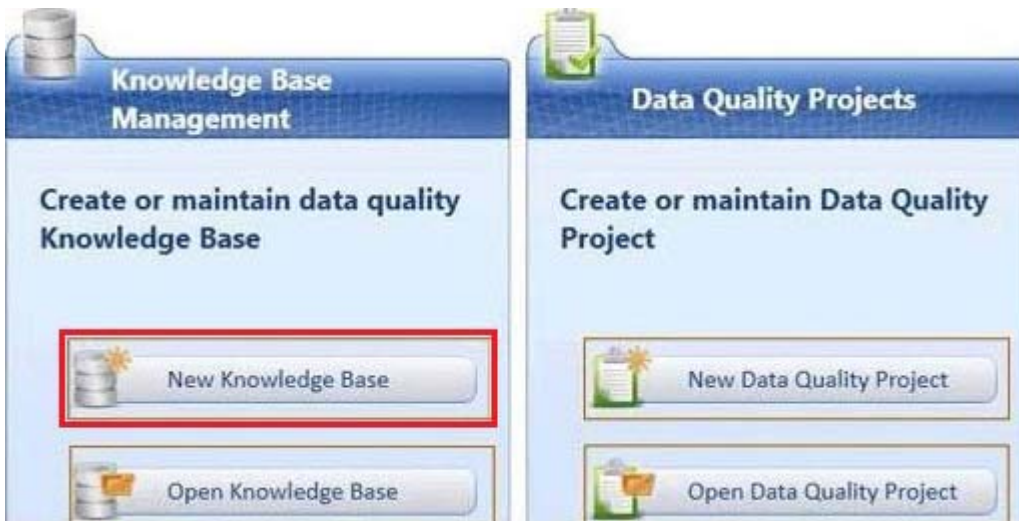 Knowledge Base
Management
Create or maintain data quality
Knowledge Base
New Knowledge Base
Open Knowledge Base
Data Quality Projects
Create or maintain Data Quality
Project
New Data Quality Project
Open Data Quality Project